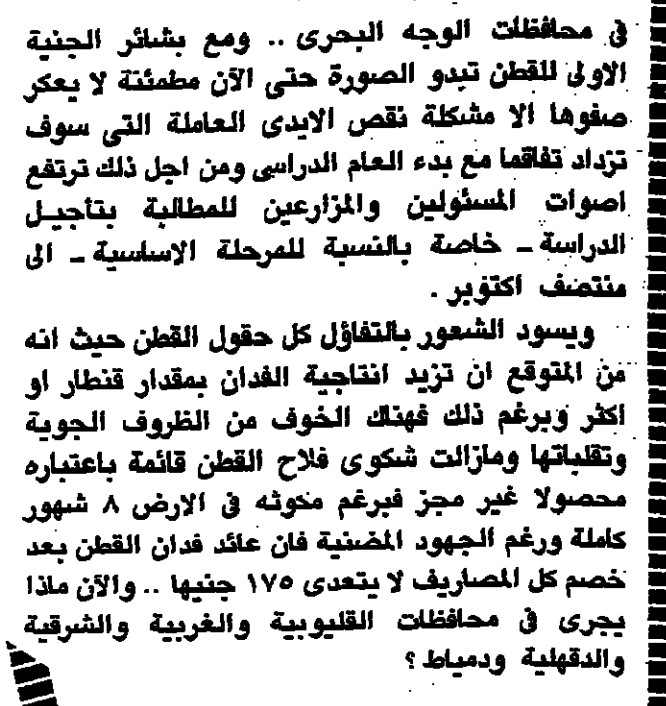 في محافظات الوجه البحرى .. ومع بشائر الجنية
الاولى للقطن تبدو الصورة حتى الآن مطمئنة لا يعكر
صفوها الا مشكلة نقص الايدى العاملة التى سوف
تزداد تفاقما مع بدء العام الدراسى ومن اجل ذلك ترتفع
اصوات المسئولين والمزارعين للمطالبة بتأجيل
الدراسة ـ خاصة بالنسبة للمرحلة الاساسية ـ الى
منتصف اكتوبر .
ويسود الشعور بالتفاؤل كل حقول القطن حيث انه
من المتوقع ان تزيد انتاجية الفدان بمقدار قنطار او
اكثر وبرغم ذلك فهناك الخوف من الظروف الجوية
وتقلباتها ومازالت شكوى فلاح القطن قائمة باعتباره
محصولا غير مجز فبرغم مكوثه فى الارض ٨ شهور
كاملة ورغم الجهود المضنية فان عائد فدان القطن بعد
خصم كل المصاريف لا يتعدى ١٧٥ جنيها .. والآن ماذا
يجرى فى محافظات القليوبية والغربية والشرقية
والدقهلية ودمياط ؟